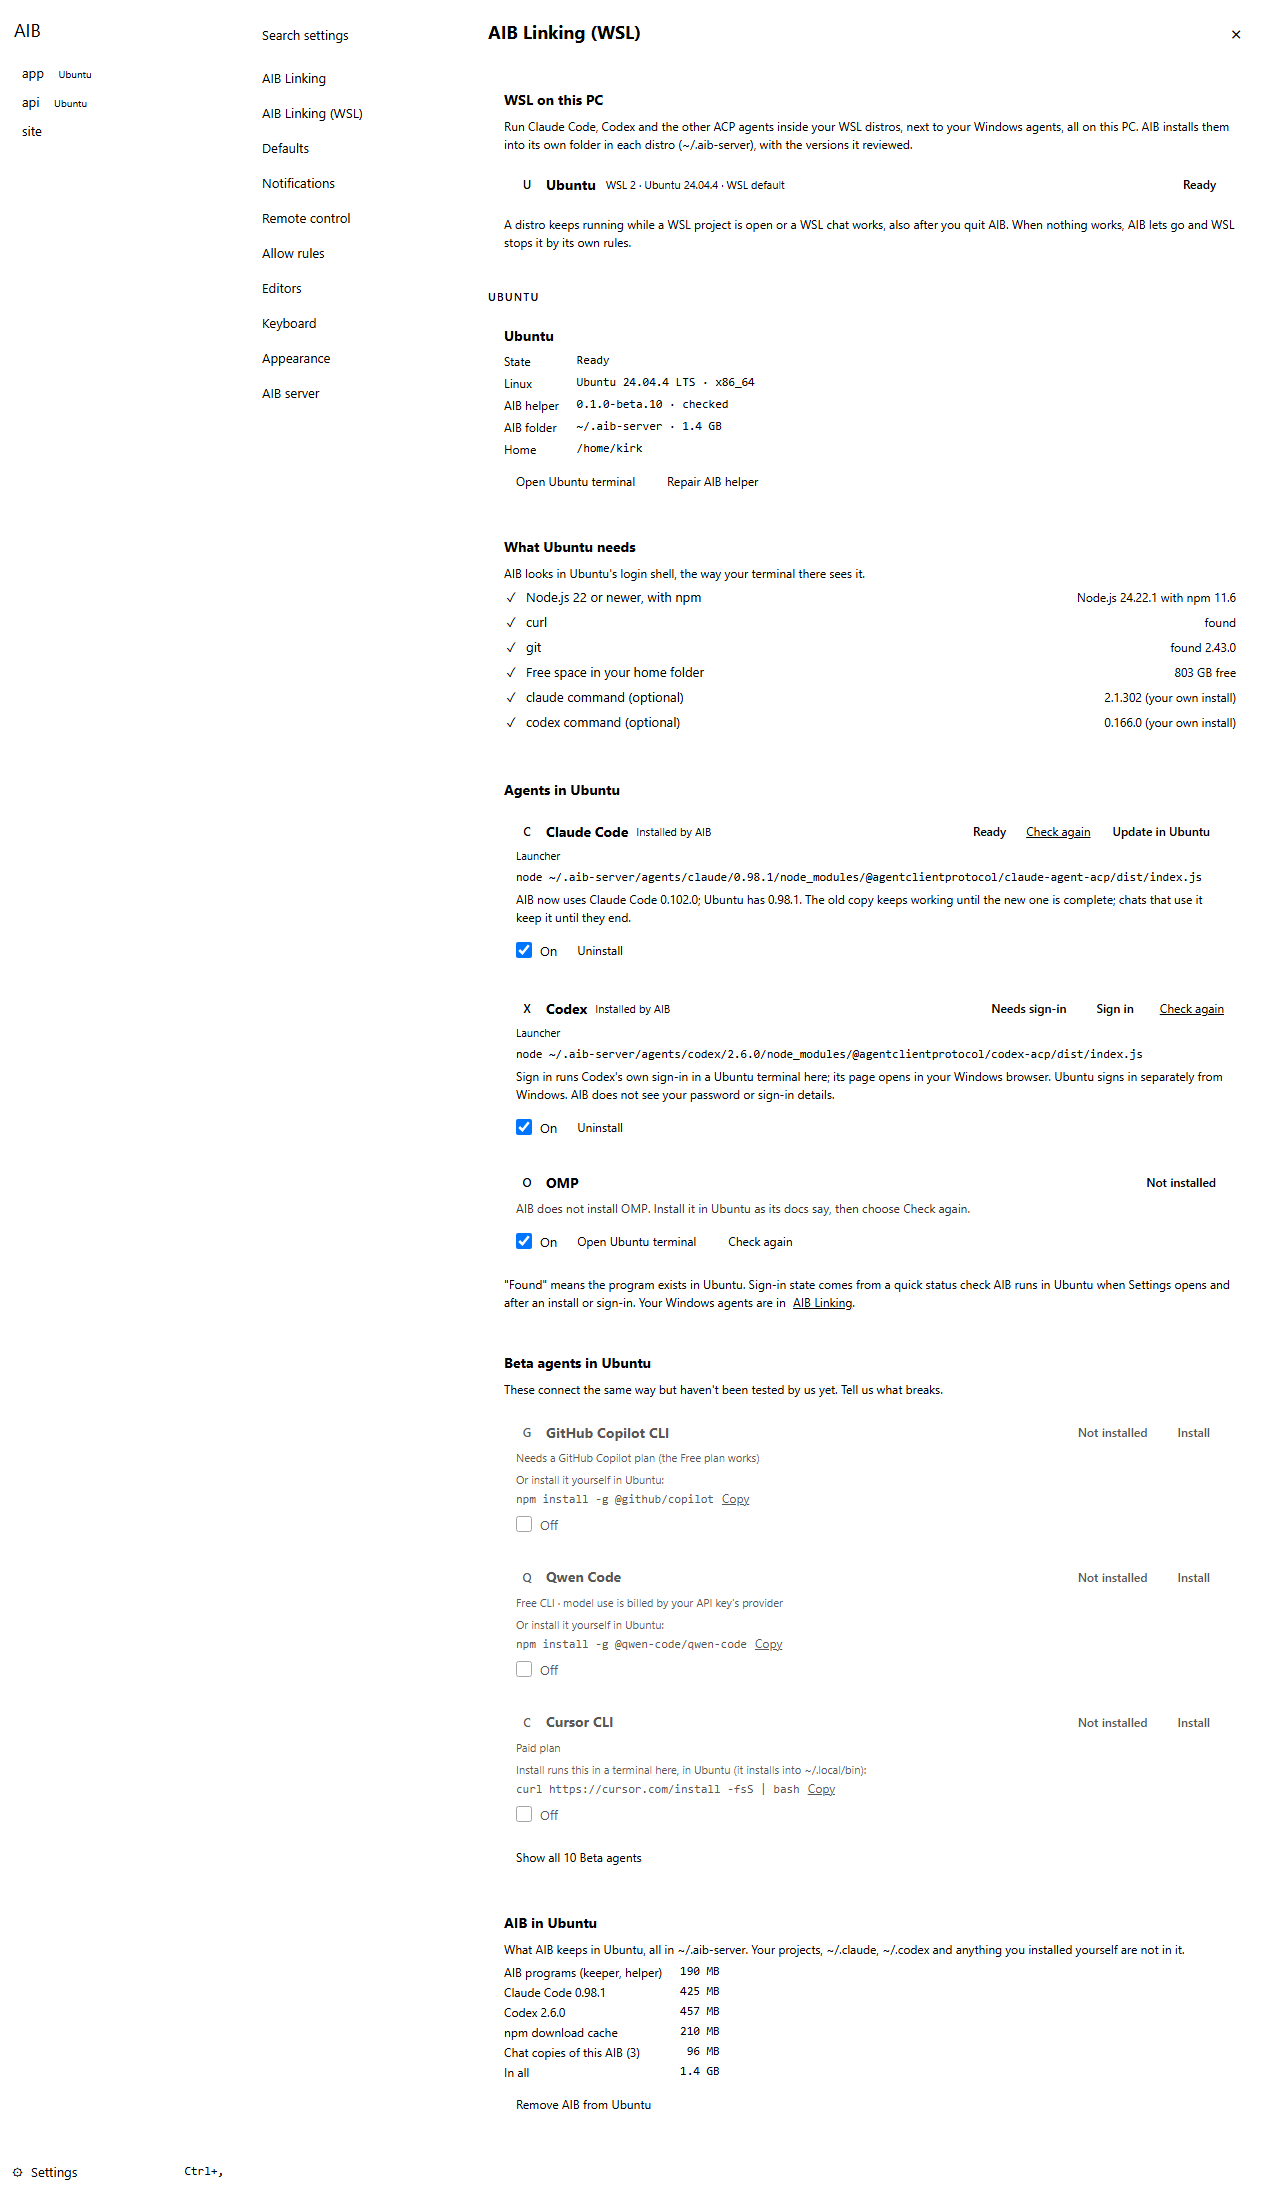 AIB
app Ubuntu
api Ubuntu
site
Search settings
AIB Linking
AIB Linking (WSL)
Defaults
Notifications
Remote control
Allow rules
Editors
Keyboard
Appearance
AIB server
AIB Linking (WSL)
×
WSL on this PC
Run Claude Code, Codex and the other ACP agents inside your WSL distros, next to your Windows agents, all on this PC. AIB installs them
into its own folder in each distro (~/.aib-server), with the versions it reviewed.
U Ubuntu WSL 2 · Ubuntu 24.04.4 · WSL default Ready
A distro keeps running while a WSL project is open or a WSL chat works, also after you quit AIB. When nothing works, AIB lets go and WSL
stops it by its own rules.
UBUNTU
Ubuntu
State Ready
Linux Ubuntu 24.04.4 LTS · x86_64
AIB helper 0.1.0-beta.10 · checked
AIB folder ~/.aib-server · 1.4 GB
Home /home/kirk
Open Ubuntu terminal Repair AIB helper
What Ubuntu needs
AIB looks in Ubuntu's login shell, the way your terminal there sees it.
✓ Node.js 22 or newer, with npm Node.js 24.22.1 with npm 11.6
✓ curl found
✓ git found 2.43.0
✓ Free space in your home folder 803 GB free
✓ claude command (optional) 2.1.302 (your own install)
✓ codex command (optional) 0.166.0 (your own install)
Agents in Ubuntu
C Claude Code Installed by AIB Ready Check again Update in Ubuntu
Launcher
node ~/.aib-server/agents/claude/0.98.1/node_modules/@agentclientprotocol/claude-agent-acp/dist/index.js
AIB now uses Claude Code 0.102.0; Ubuntu has 0.98.1. The old copy keeps working until the new one is complete; chats that use it
keep it until they end.
On Uninstall
X Codex Installed by AIB Needs sign-in Sign in Check again
Launcher
node ~/.aib-server/agents/codex/2.6.0/node_modules/@agentclientprotocol/codex-acp/dist/index.js
Sign in runs Codex's own sign-in in a Ubuntu terminal here; its page opens in your Windows browser. Ubuntu signs in separately from
Windows. AIB does not see your password or sign-in details.
On Uninstall
O OMP Not installed
AIB does not install OMP. Install it in Ubuntu as its docs say, then choose Check again.
On Open Ubuntu terminal Check again
"Found" means the program exists in Ubuntu. Sign-in state comes from a quick status check AIB runs in Ubuntu when Settings opens and
after an install or sign-in. Your Windows agents are in AIB Linking.
Beta agents in Ubuntu
These connect the same way but haven't been tested by us yet. Tell us what breaks.
G GitHub Copilot CLI Not installed Install
Needs a GitHub Copilot plan (the Free plan works)
Or install it yourself in Ubuntu:
npm install -g @github/copilot Copy
Off
Q Qwen Code Not installed Install
Free CLI · model use is billed by your API key's provider
Or install it yourself in Ubuntu:
npm install -g @qwen-code/qwen-code Copy
Off
C Cursor CLI Not installed Install
Paid plan
Install runs this in a terminal here, in Ubuntu (it installs into ~/.local/bin):
curl https://cursor.com/install -fsS | bash Copy
Off
Show all 10 Beta agents
AIB in Ubuntu
What AIB keeps in Ubuntu, all in ~/.aib-server. Your projects, ~/.claude, ~/.codex and anything you installed yourself are not in it.
AIB programs (keeper, helper) 190 MB
Claude Code 0.98.1 425 MB
Codex 2.6.0 457 MB
npm download cache 210 MB
Chat copies of this AIB (3) 96 MB
In all 1.4 GB
Remove AIB from Ubuntu
⚙ Settings Ctrl+,